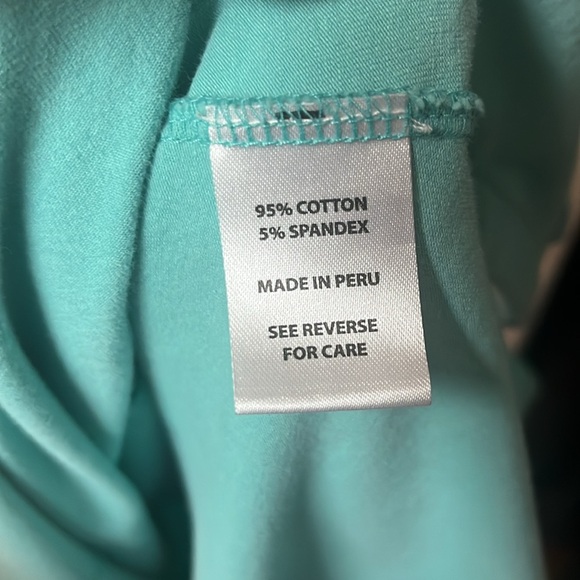 95% COTTON
5% SPANDEX
MADE IN PERU
SEE REVERSE
FOR CARE